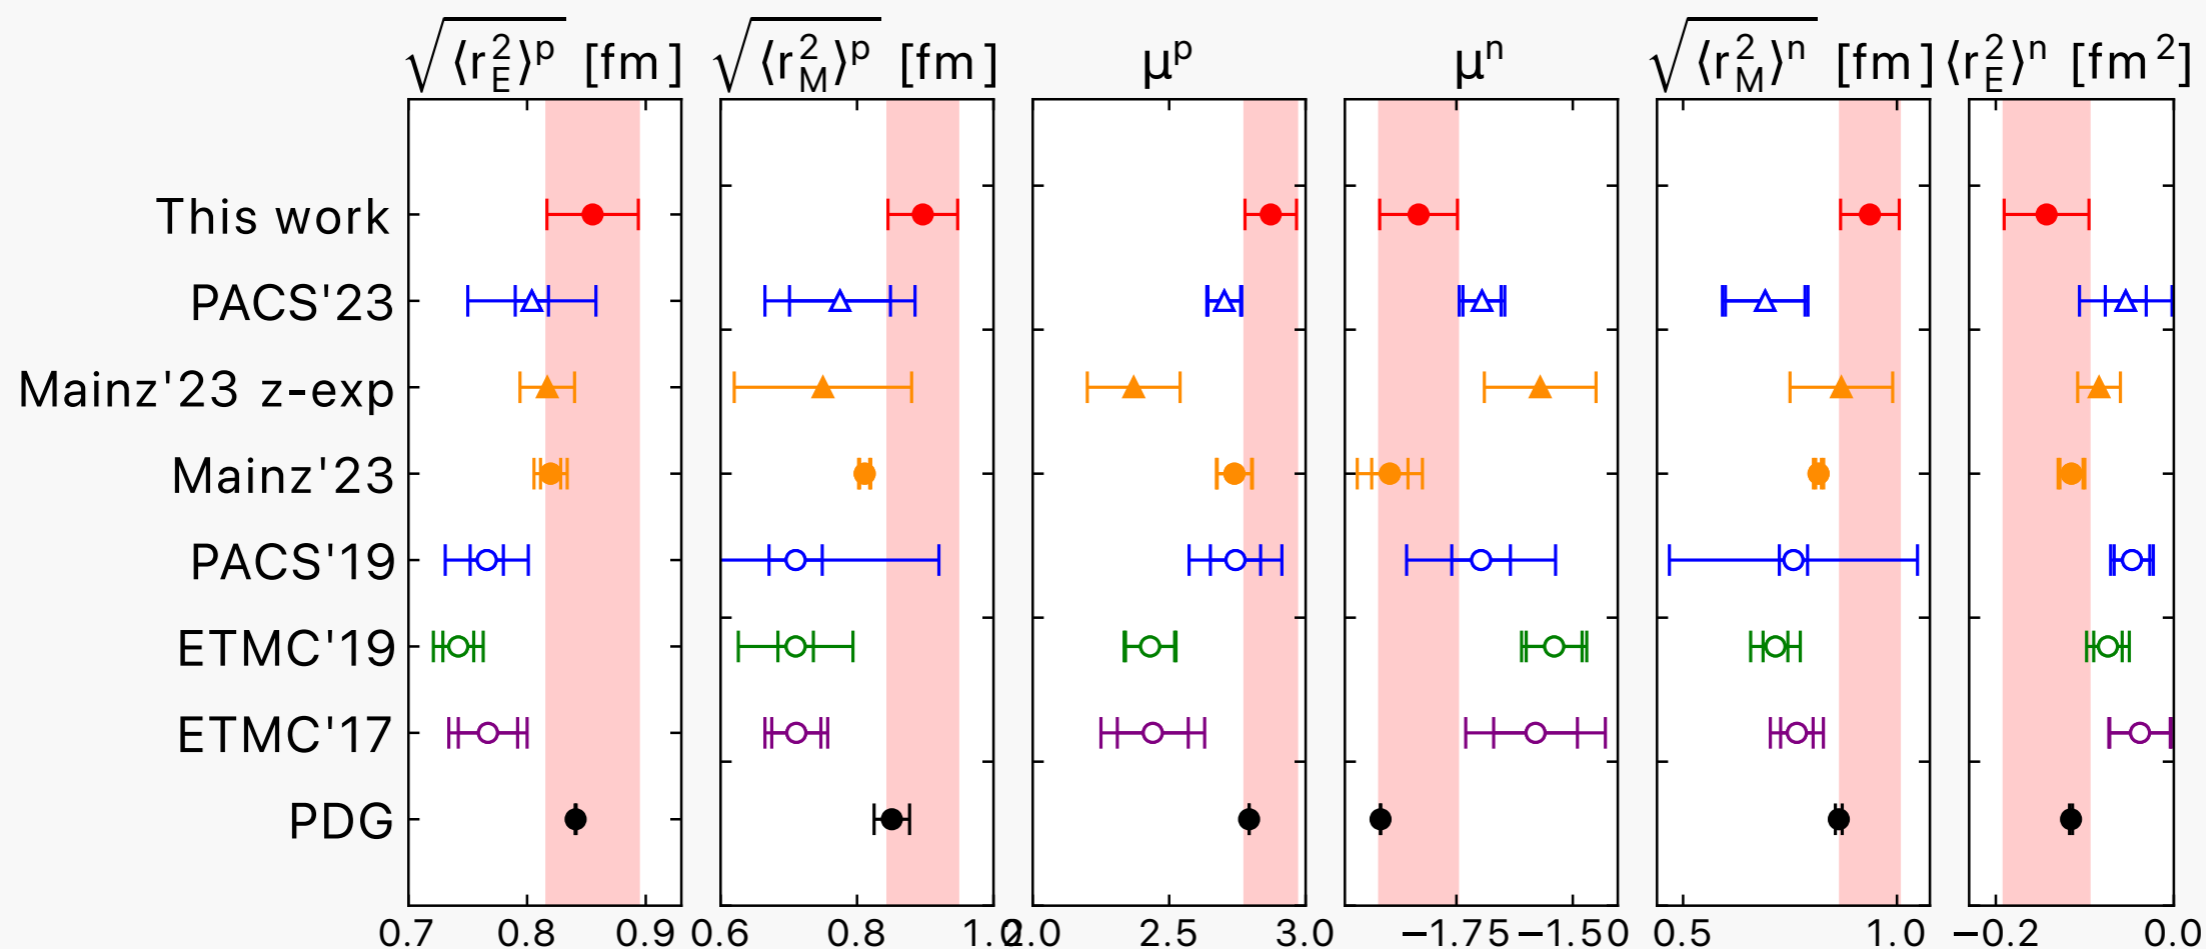 √⟨r²_E⟩ᵖ [fm] √⟨r²_M⟩ᵖ [fm] μᵖ μⁿ √⟨r²_M⟩ⁿ [fm] ⟨r²_E⟩ⁿ [fm²]
This work
PACS'23
Mainz'23 z-exp
Mainz'23
PACS'19
ETMC'19
ETMC'17
PDG
0.7 0.8 0.9 0.6 0.8 1.0 2.0 2.5 3.0 −1.75 −1.50 0.5 1.0 −0.2 0.0